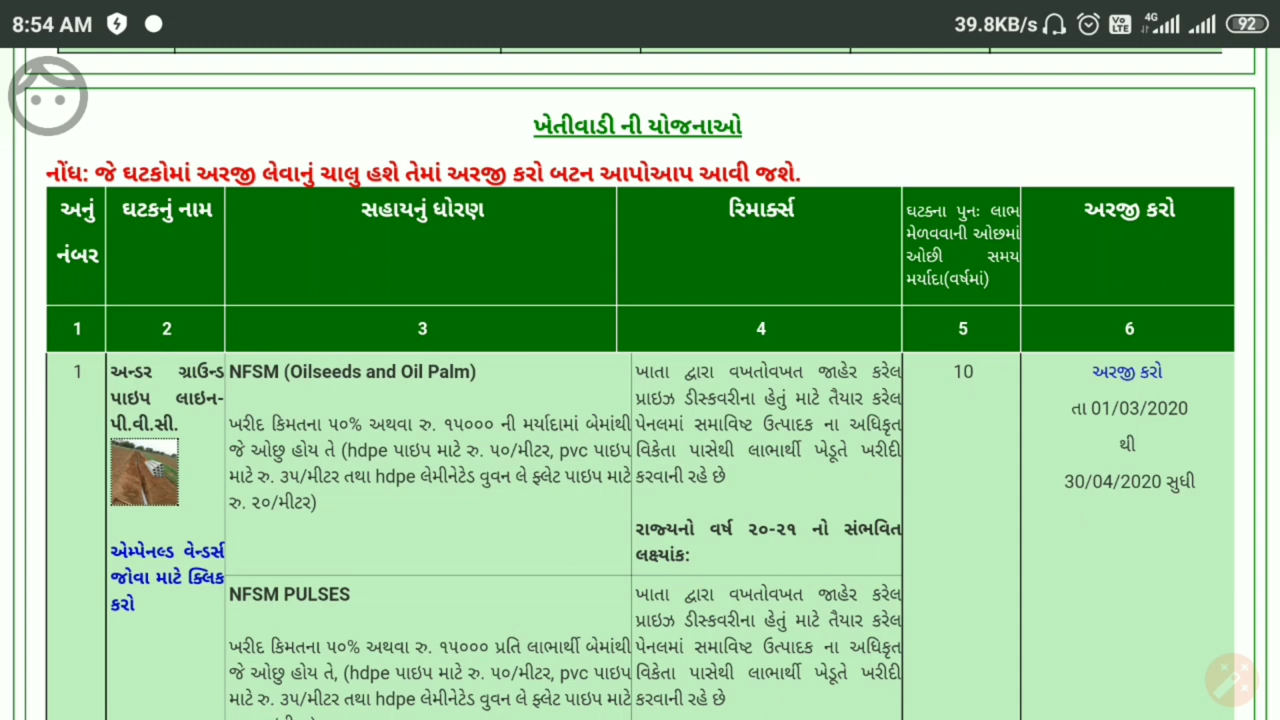 8:54 AM
39.8KB/s
Vo LTE
4G
92
ખેતીવાડી ની યોજનાઓ
નોંધ: જે ઘટકોમાં અરજી લેવાનું ચાલુ હશે તેમાં અરજી કરો બટન આપોઆપ આવી જશે.
અનું
નંબર
ઘટકનું નામ
સહાયનું ધોરણ
રિમાર્ક્સ
ઘટકના પુનઃ લાભ
મેળવવાની ઓછમાં
ઓછી સમય
મર્યાદા(વર્ષમાં)
અરજી કરો
1
2
3
4
5
6
1
અન્ડર ગ્રાઉન્ડ
પાઇપ લાઇન-
પી.વી.સી.
એમ્પેનલ્ડ વેન્ડર્સ
જોવા માટે ક્લિક
કરો
NFSM (Oilseeds and Oil Palm)
ખરીદ કિમતના ૫૦% અથવા રુ. ૧૫૦૦૦ ની મર્યાદામાં બેમાંથી
જે ઓછુ હોય તે (hdpe પાઇપ માટે રુ. ૫૦/મીટર, pvc પાઇપ
માટે રુ. ૩૫/મીટર તથા hdpe લેમીનેટેડ વુવન લે ફ્લેટ પાઇપ માટે
રુ. ૨૦/મીટર)
ખાતા દ્વારા વખતોવખત જાહેર કરેલ
પ્રાઇઝ ડીસ્કવરીના હેતું માટે તૈયાર કરેલ
પેનલમાં સમાવિષ્ટ ઉત્પાદક ના અધિકૃત
વિકેતા પાસેથી લાભાર્થી ખેડૂતે ખરીદી
કરવાની રહે છે
રાજ્યનો વર્ષ ૨૦-૨૧ નો સંભવિત
લક્ષ્યાંક:
10
અરજી કરો
તા 01/03/2020
થી
30/04/2020 સુધી
NFSM PULSES
ખરીદ કિમતના ૫૦% અથવા રુ. ૧૫૦૦૦ પ્રતિ લાભાર્થી બેમાંથી
જે ઓછુ હોય તે, (hdpe પાઇપ માટે રુ. ૫૦/મીટર, pvc પાઇપ
માટે રુ. ૩૫/મીટર તથા hdpe લેમીનેટેડ વુવન લે ફ્લેટ પાઇપ માટે
ખાતા દ્વારા વખતોવખત જાહેર કરેલ
પ્રાઇઝ ડીસ્કવરીના હેતું માટે તૈયાર કરેલ
પેનલમાં સમાવિષ્ટ ઉત્પાદક ના અધિકૃત
વિકેતા પાસેથી લાભાર્થી ખેડૂતે ખરીદી
કરવાની રહે છે